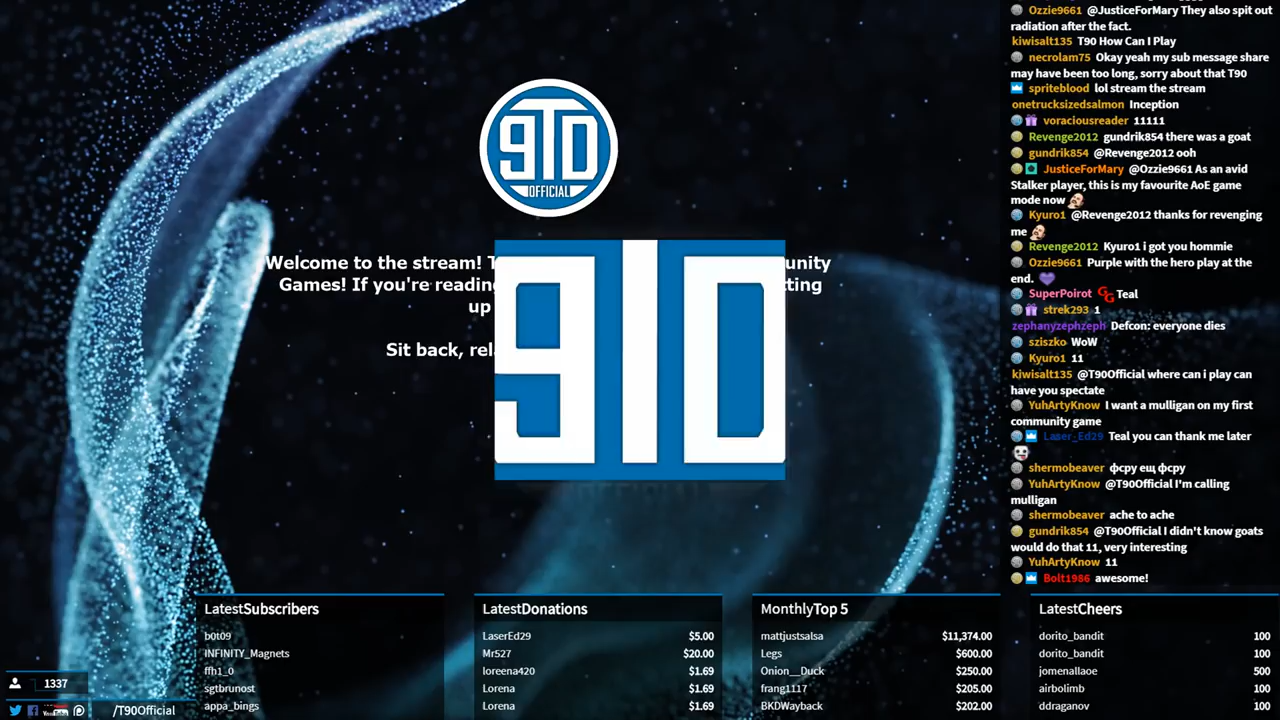 9TO
OFFICIAL
Welcome to the stream! T
unity
Games! If you're reading
ting
up
Sit back, rel
9TO
Ozzie9661 @JusticeForMary They also spit out
radiation after the fact.
kiwisalt135 T90 How Can I Play
necrolam75 Okay yeah my sub message share
may have been too long, sorry about that T90
spriteblood lol stream the stream
onetrucksizedsalmon Inception
voraciousreader 11111
Revenge2012 gundrik854 there was a goat
gundrik854 @Revenge2012 ooh
JusticeForMary @Ozzie9661 As an avid
Stalker player, this is my favourite AoE game
mode now
Kyuro1 @Revenge2012 thanks for revenging
me
Revenge2012 Kyuro1 i got you hommie
Ozzie9661 Purple with the hero play at the
end.
SuperPoirot GG Teal
strek293 1
zephanyzephzeph Defcon: everyone dies
sziszko WoW
Kyuro1 11
kiwisalt135 @T90Official where can i play can
have you spectate
YuhArtyKnow I want a mulligan on my first
community game
Laser_Ed29 Teal you can thank me later
shermobeaver фсру ещ фсру
YuhArtyKnow @T90Official I'm calling
mulligan
shermobeaver ache to ache
gundrik854 @T90Official I didn't know goats
would do that 11, very interesting
YuhArtyKnow 11
Bolt1986 awesome!
LatestSubscribers
b0t09
INFINITY_Magnets
ffh1_0
sgtbrunost
appa_bings
LatestDonations
LaserEd29 $5.00
Mr527 $20.00
loreena420 $1.69
Lorena $1.69
Lorena $1.69
MonthlyTop 5
mattjustsalsa $11,374.00
Legs $600.00
Onion__Duck $250.00
frang1117 $205.00
BKDWayback $202.00
LatestCheers
dorito_bandit 100
dorito_bandit 100
jomenallaoe 500
airbolimb 100
ddraganov 100
1337
YouTube /T90Official